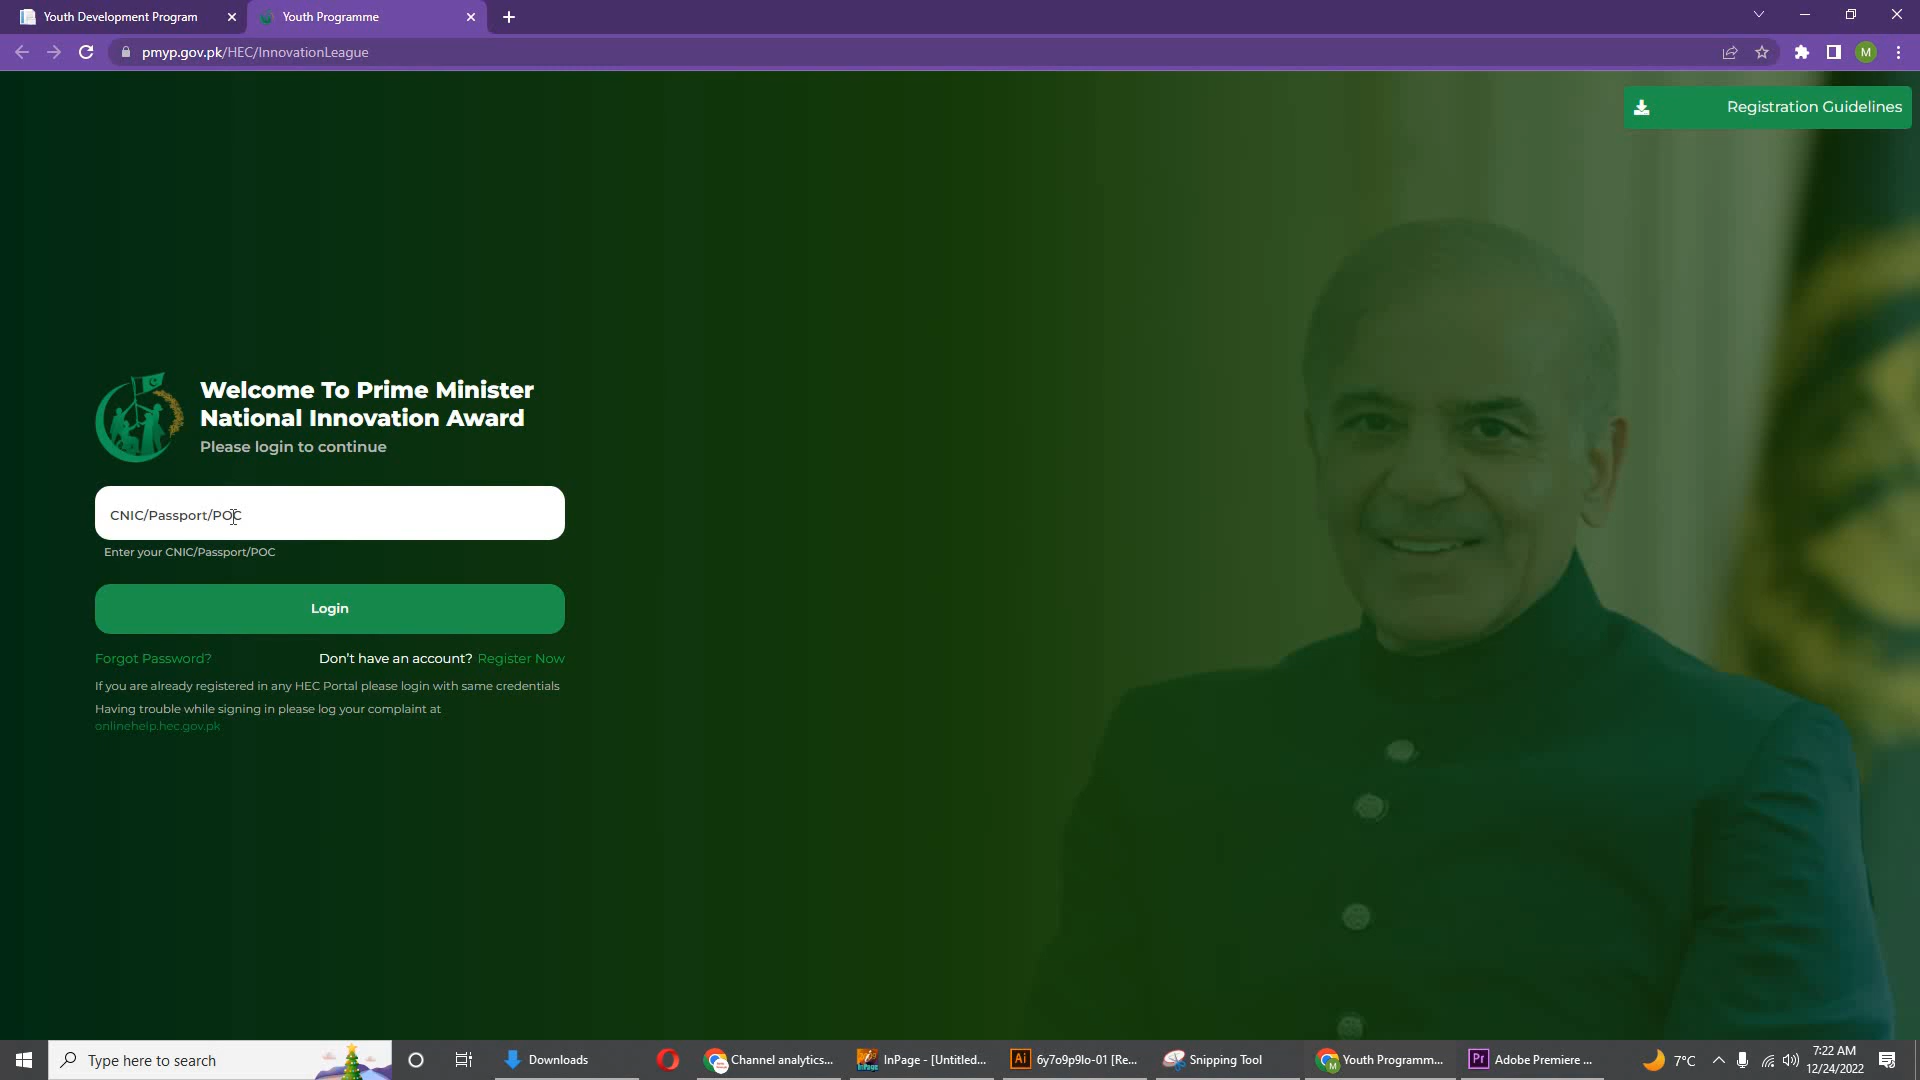 Youth Development Program
Youth Programme
pmyp.gov.pk/HEC/InnovationLeague
M
Registration Guidelines
Welcome To Prime Minister
National Innovation Award
Please login to continue
CNIC/Passport/POC
Enter your CNIC/Passport/POC
Login
Forgot Password?
Don't have an account? Register Now
If you are already registered in any HEC Portal please login with same credentials
Having trouble while signing in please log your complaint at
onlinehelp.hec.gov.pk
Type here to search
Downloads
Channel analytics...
InPage - [Untitled...
6y7o9p9lo-01 [Re...
Snipping Tool
Youth Programm...
Adobe Premiere ...
7°C
7:22 AM
12/24/2022